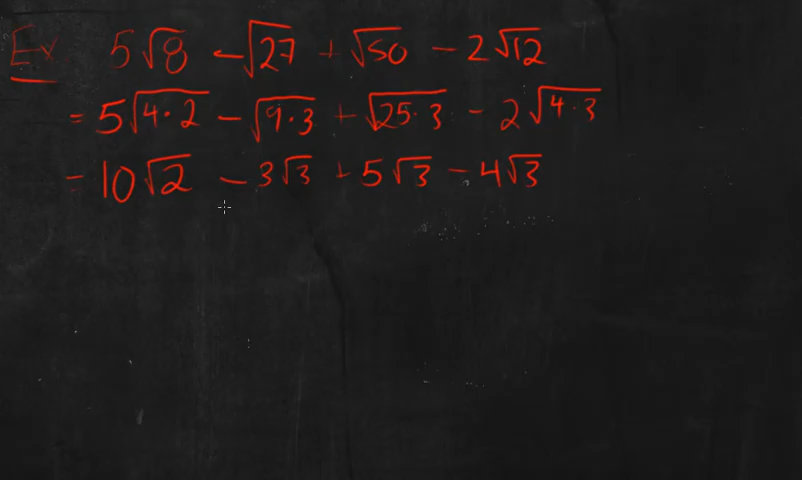 Ex 5√8 - √27 + √50 - 2√12
= 5√4·2 - √9·3 + √25·3 - 2√4·3
= 10√2 - 3√3 + 5√3 - 4√3